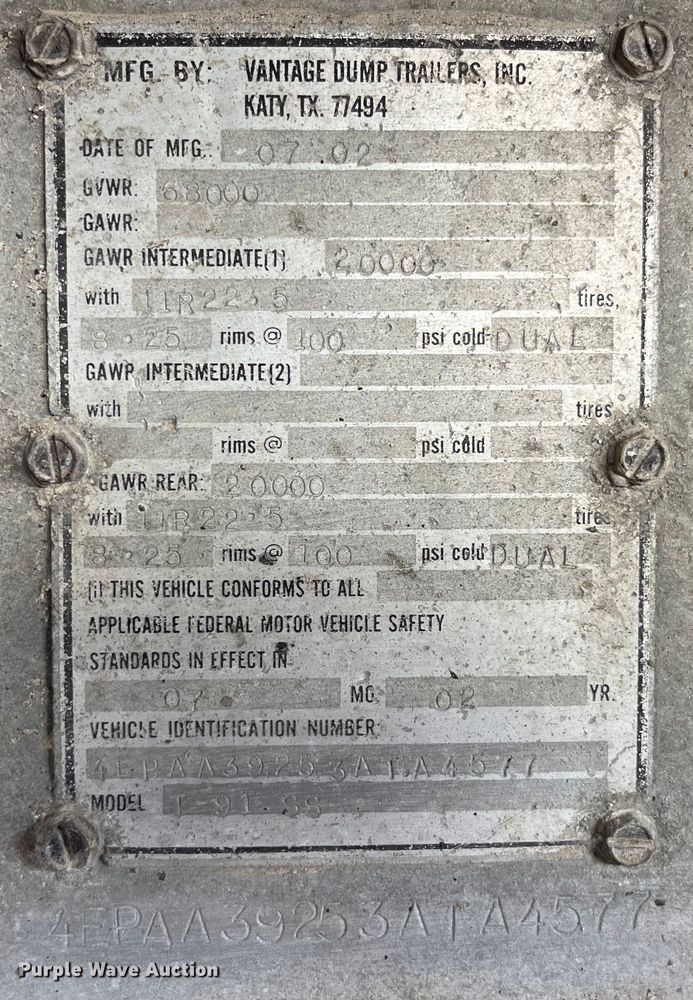 MFG. BY: VANTAGE DUMP TRAILERS, INC.
KATY, TX. 77494
DATE OF MFG.: 07.02
GVWR: 68000
GAWR:
GAWR INTERMEDIATE(1) 20000
with 11R22.5 tires,
8.25 rims @ 100 psi cold DUAL
GAWR INTERMEDIATE(2)
with tires
rims @ psi cold
GAWR REAR: 20000
with 11R22.5 tires
8.25 rims @ 100 psi cold DUAL
THIS VEHICLE CONFORMS TO ALL
APPLICABLE FEDERAL MOTOR VEHICLE SAFETY
STANDARDS IN EFFECT IN
07 MO. 02 YR.
VEHICLE IDENTIFICATION NUMBER
4EPAA39253ATA4577
MODEL T-91-SS
4EPAA39253ATA4577
Purple Wave Auction